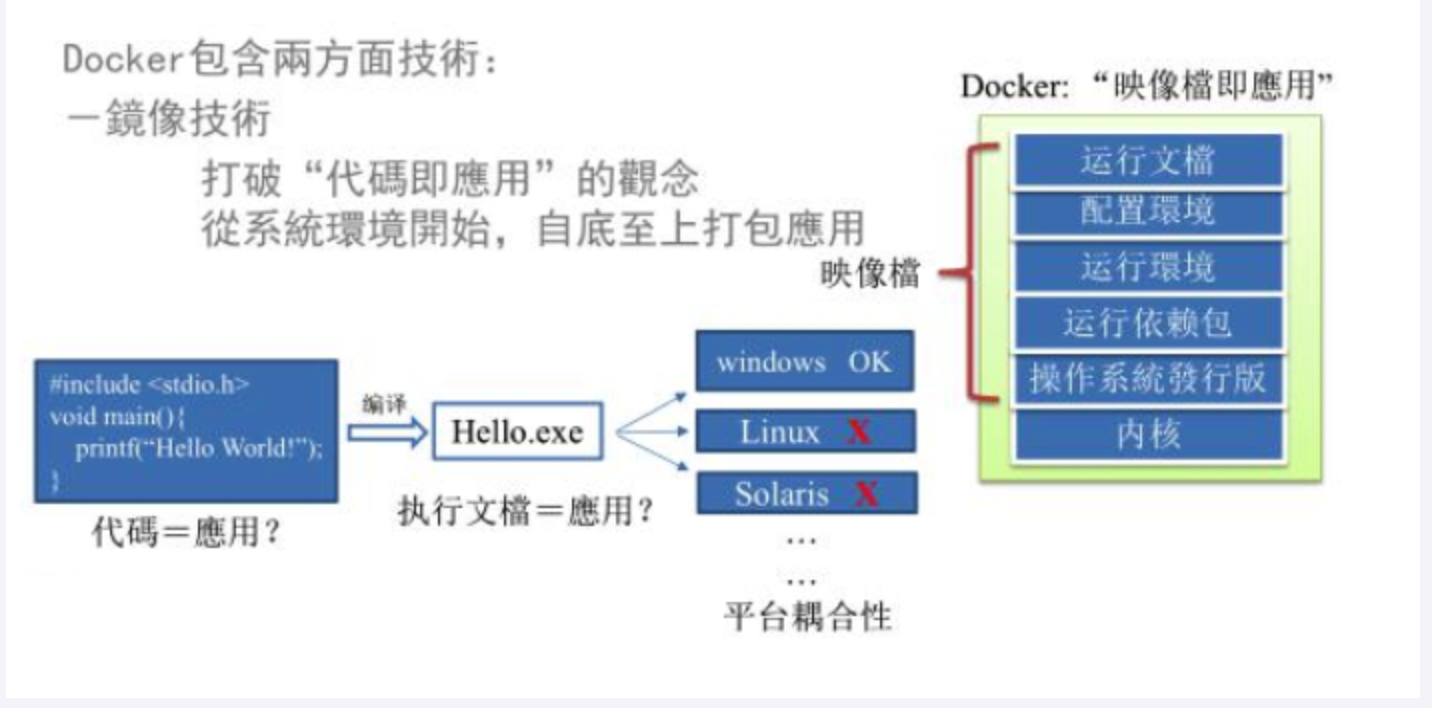 Docker包含兩方面技術：
－鏡像技術
打破“代碼即應用”的觀念
從系統環境開始，自底至上打包應用
Docker: “映像檔即應用”
映像檔
运行文檔
配置環境
运行環境
运行依赖包
操作系統發行版
内核
#include <stdio.h>
void main(){
printf(“Hello World!”);
}
代碼＝應用？
编译
Hello.exe
执行文檔＝應用？
windows OK
Linux X
Solaris X
…
…
平台耦合性